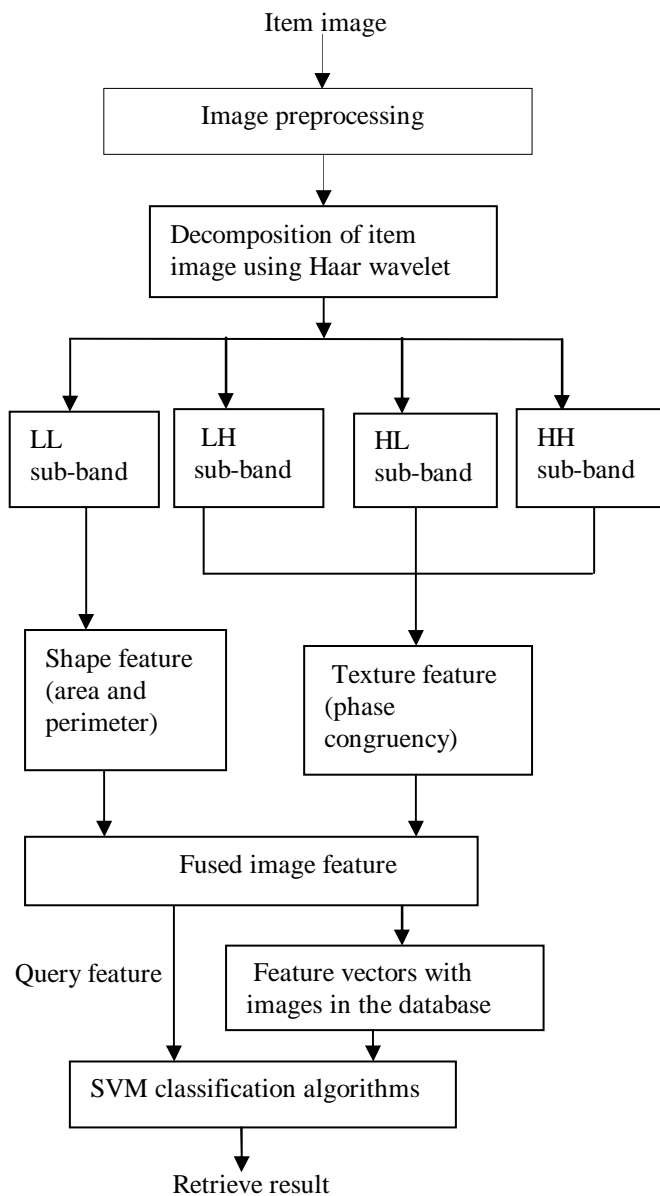 Item image
Image preprocessing
Decomposition of item
image using Haar wavelet
LL
sub-band
LH
sub-band
HL
sub-band
HH
sub-band
Shape feature
(area and
perimeter)
Texture feature
(phase
congruency)
Fused image feature
Query feature
Feature vectors with
images in the database
SVM classification algorithms
Retrieve result